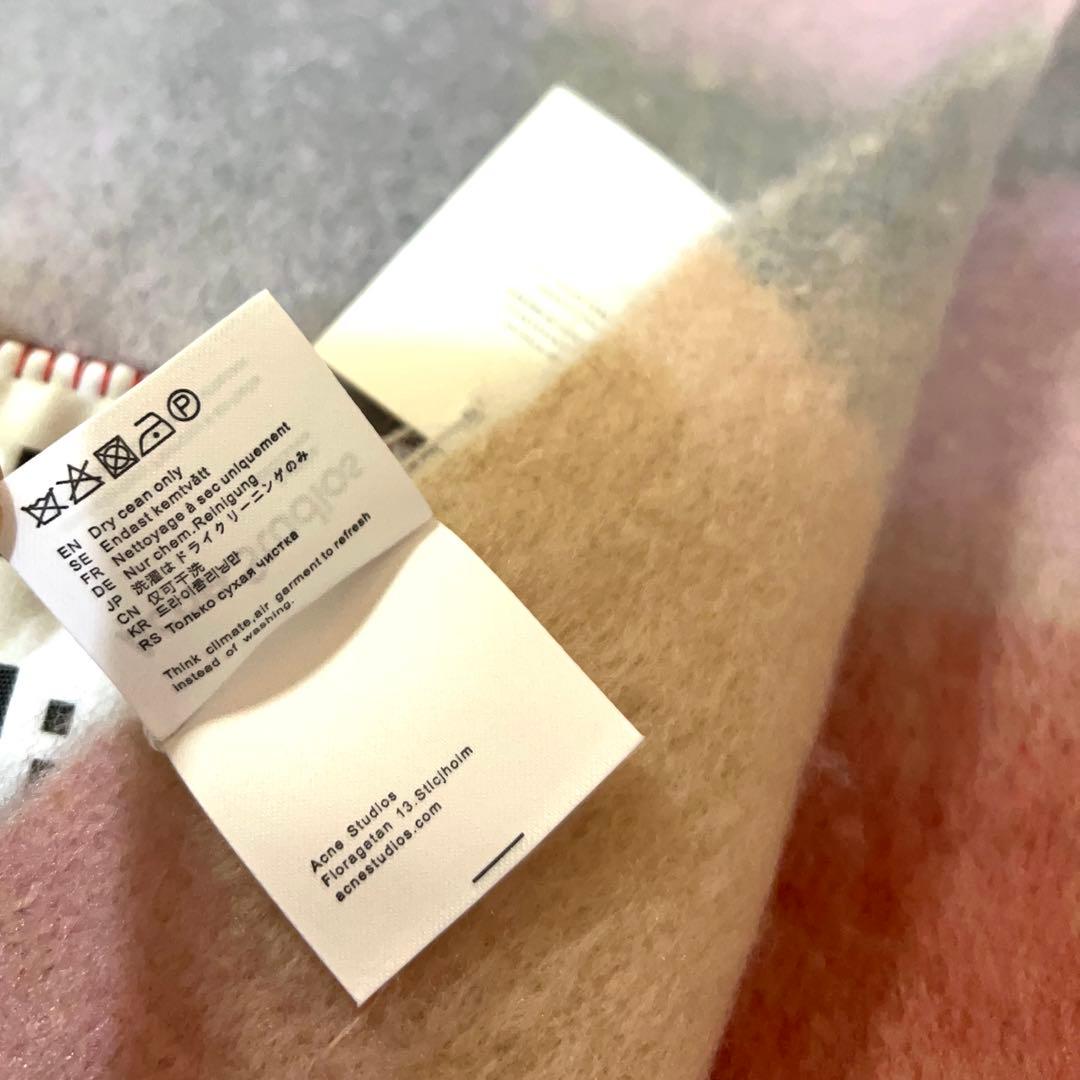 P
EN Dry cean only
SE Endast kemtvått
FR Nettoyage à sec uniquement
DE Nur chem.Reinigung
JP 洗濯はドライクリーニングのみ
CN 仅可干洗
KR 드라이클리닝만
RS Только сухая чистка
Think climate,air garment to refresh
instead of washing.
Acne Studios
Floragatan 13.Sticjhoim
acnestudios.com